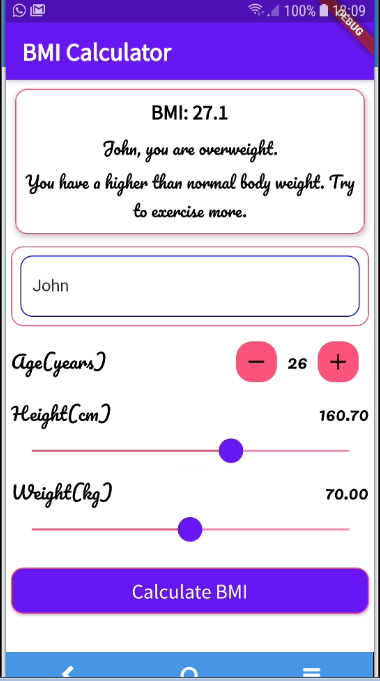 100% 18:09
DEBUG
BMI Calculator
BMI: 27.1
John, you are overweight.
You have a higher than normal body weight. Try
to exercise more.
John
Age(years)
26
Height(cm)
160.70
Weight(kg)
70.00
Calculate BMI